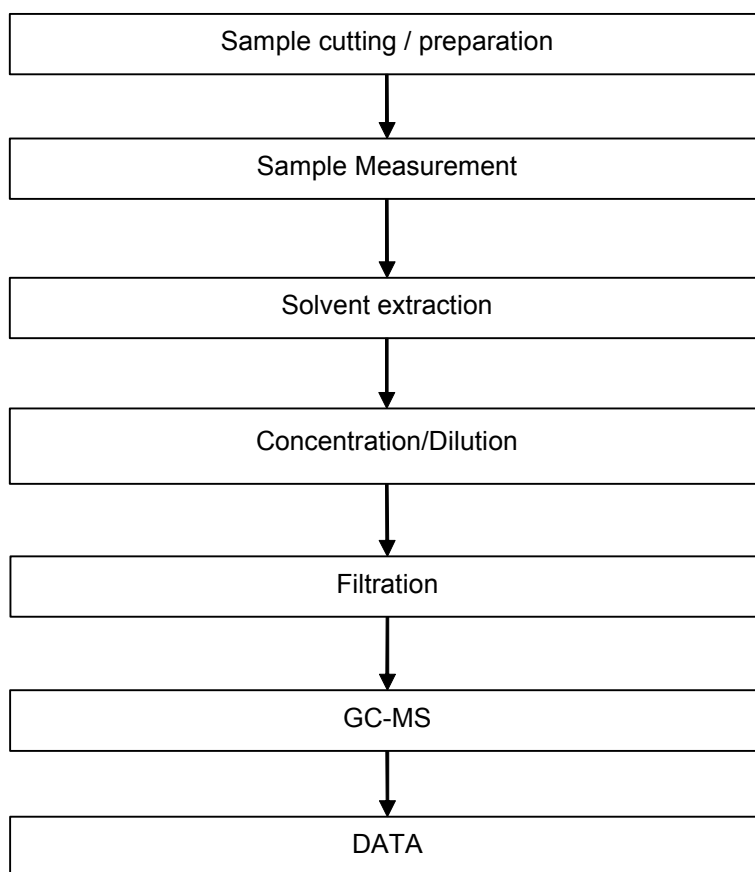 Sample cutting / preparation
Sample Measurement
Solvent extraction
Concentration/Dilution
Filtration
GC-MS
DATA